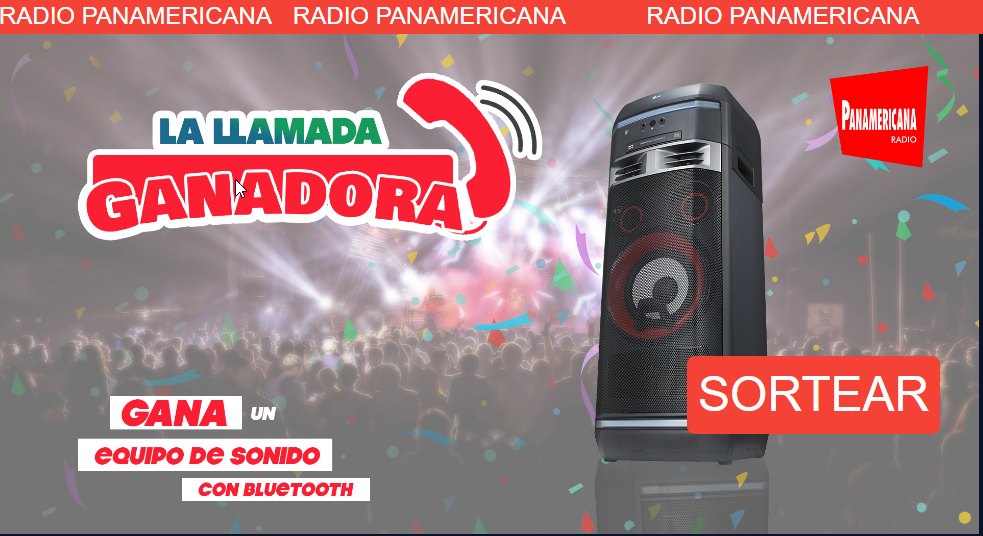 RADIO PANAMERICANA RADIO PANAMERICANA RADIO PANAMERICANA
LA LLAMADA
GANADORA
PANAMERICANA
RADIO
SORTEAR
GANA UN
EQUIPO DE SONIDO
CON BLUETOOTH